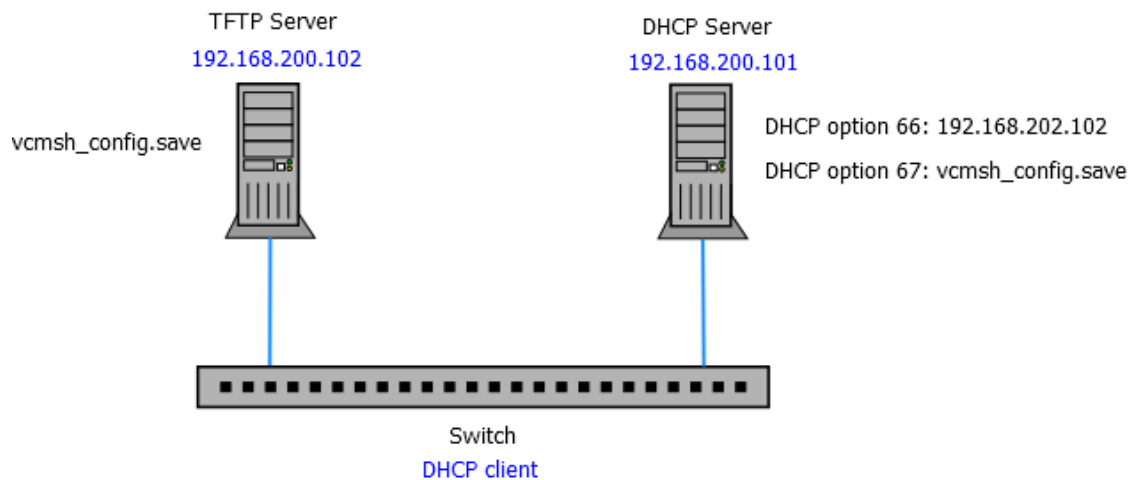 TFTP Server
192.168.200.102
vcmsh_config.save
DHCP Server
192.168.200.101
DHCP option 66: 192.168.202.102
DHCP option 67: vcmsh_config.save
Switch
DHCP client